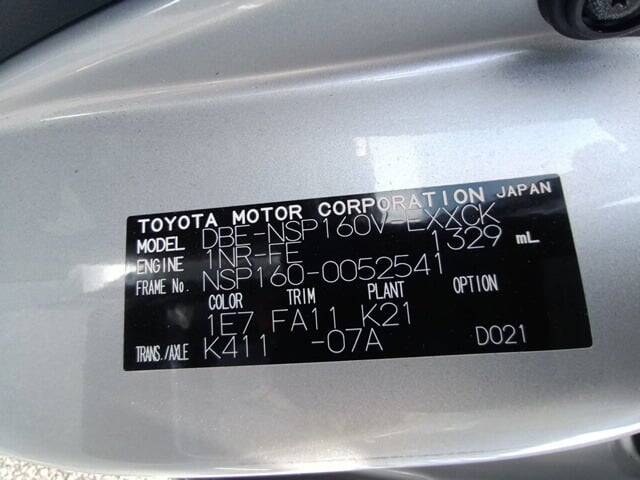 TOYOTA MOTOR CORPORATION JAPAN
MODEL DBE-NSP160V-EXXCK
ENGINE 1NR-FE 1329 mL
FRAME No. NSP160-0052541
COLOR TRIM PLANT OPTION
1E7 FA11 K21
TRANS./AXLE K411 -07A D021